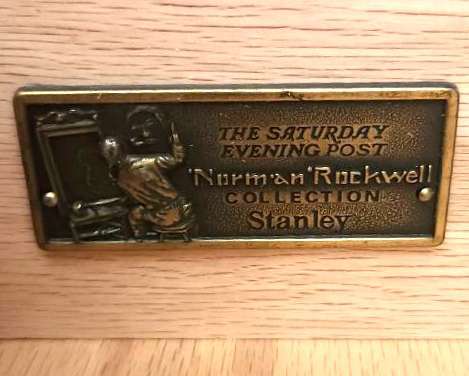 THE SATURDAY
EVENING POST
Norman Rockwell
COLLECTION
Stanley